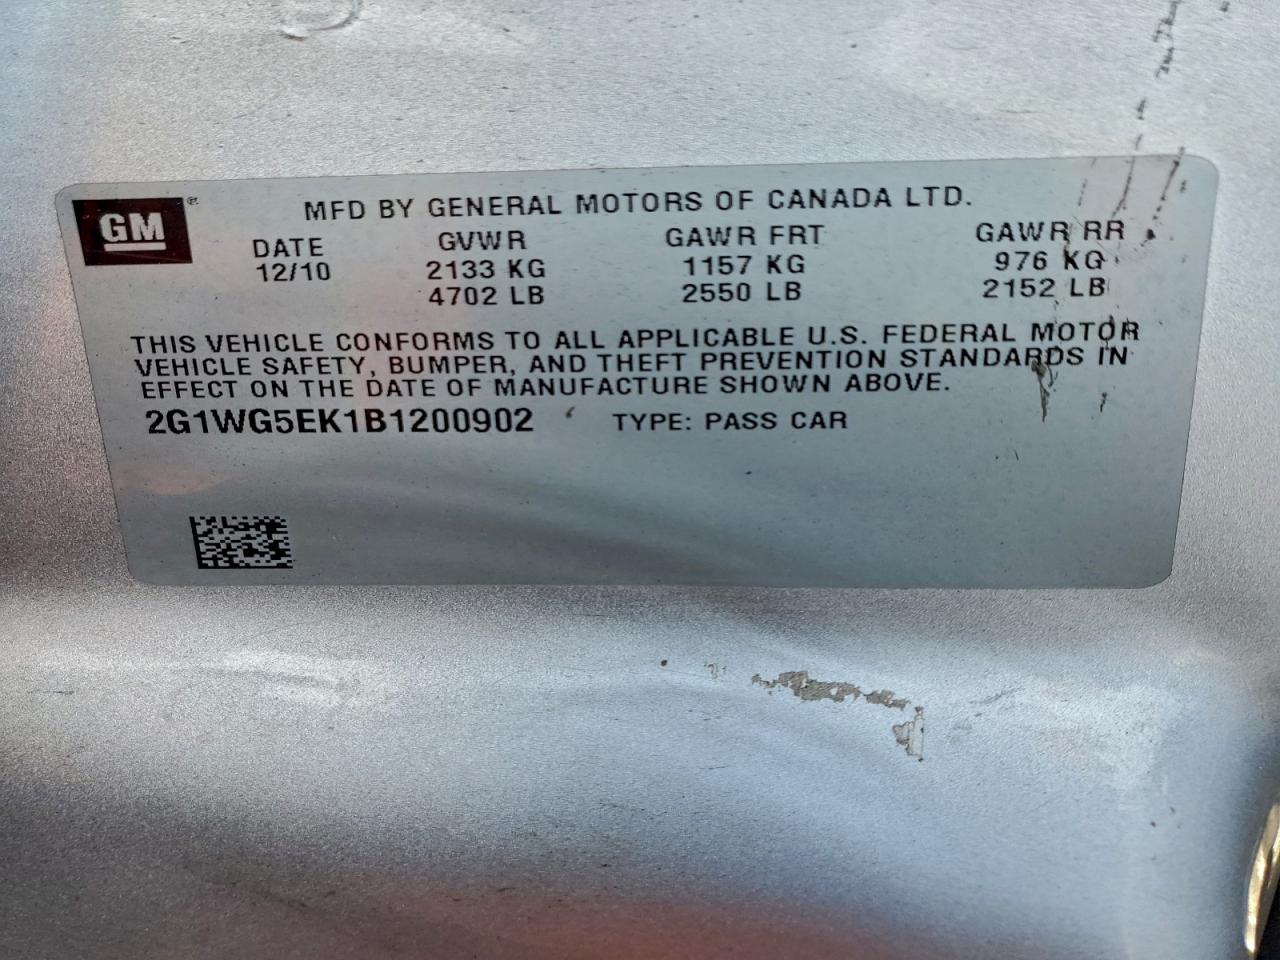 GM®
MFD BY GENERAL MOTORS OF CANADA LTD.
DATE GVWR GAWR FRT GAWR RR
12/10 2133 KG 1157 KG 976 KG
4702 LB 2550 LB 2152 LB
THIS VEHICLE CONFORMS TO ALL APPLICABLE U.S. FEDERAL MOTOR
VEHICLE SAFETY, BUMPER, AND THEFT PREVENTION STANDARDS IN
EFFECT ON THE DATE OF MANUFACTURE SHOWN ABOVE.
2G1WG5EK1B1200902 TYPE: PASS CAR